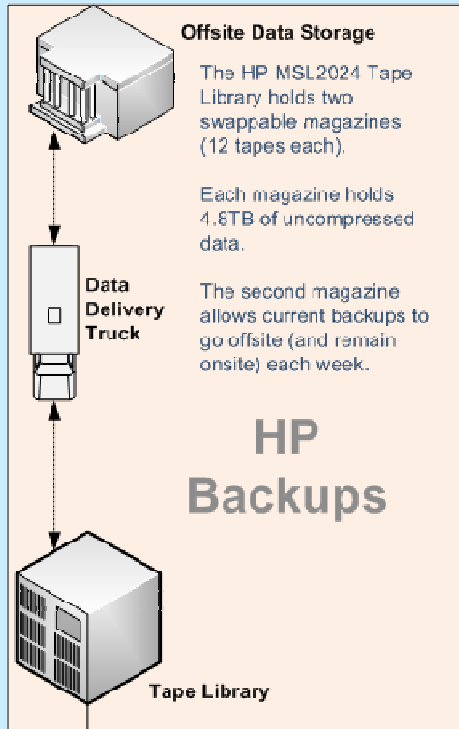 Offsite Data Storage
The HP MSL2024 Tape
Library holds two
swappable magazines
(12 tapes each).
Each magazine holds
4.8TB of uncompressed
data.
The second magazine
allows current backups to
go offsite (and remain
onsite) each week.
Data
Delivery
Truck
HP
Backups
Tape Library